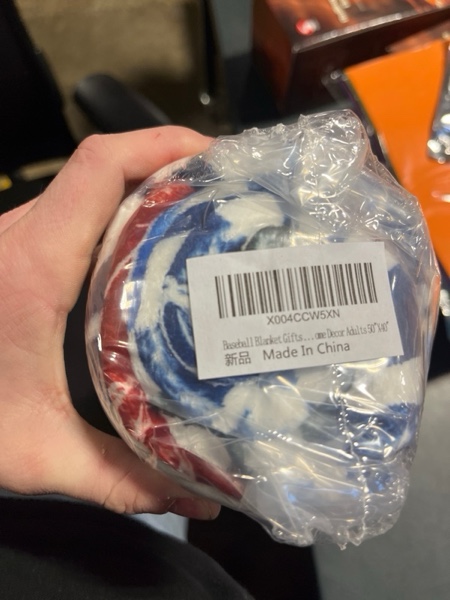 X004CCW5XN
Baseball Blanket Gifts ... ome Decor Adults 50"X40"
新品 Made In China